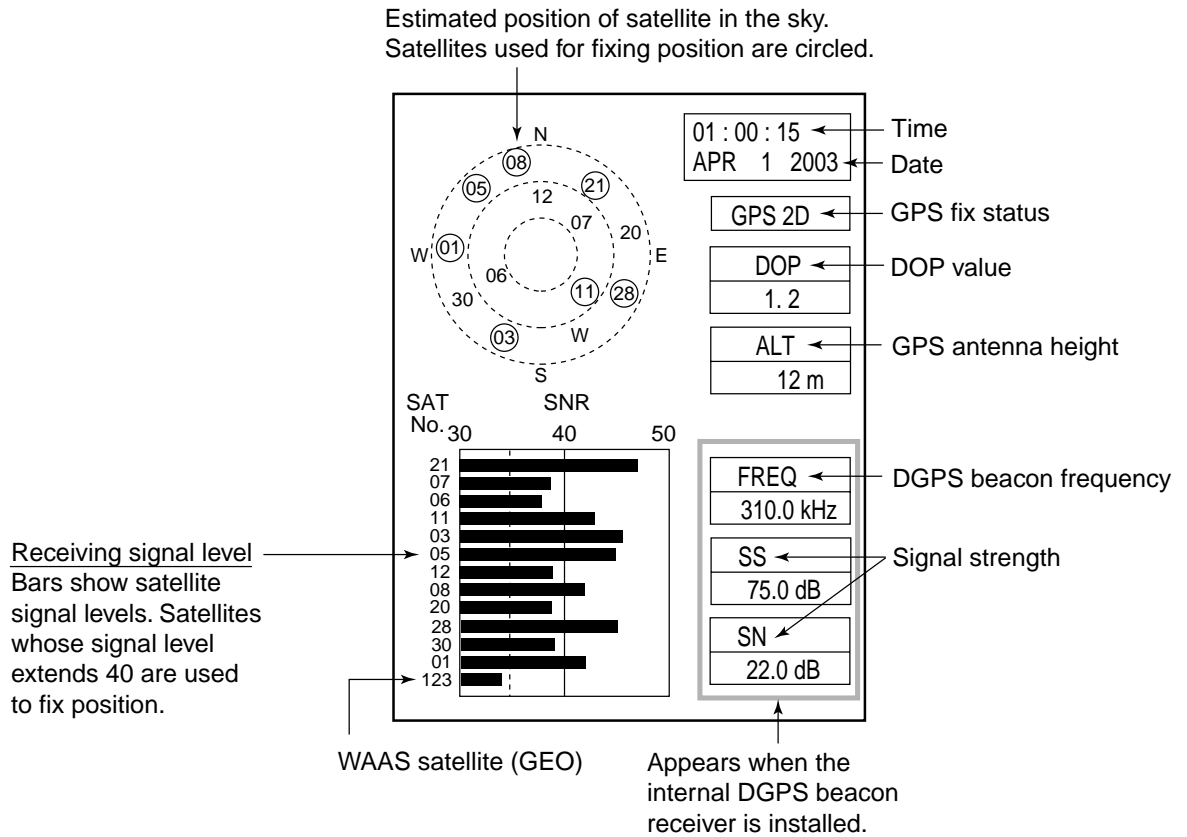 Estimated position of satellite in the sky.
Satellites used for fixing position are circled.
N
08
05
21
12
07
20
W
01
E
06
11
28
30
03
W
S
01 : 00 : 15
APR 1 2003
Time
Date
GPS 2D
GPS fix status
DOP
1. 2
DOP value
ALT
12 m
GPS antenna height
SAT
No.
SNR
30 40 50
21
07
06
11
03
05
12
08
20
28
30
01
123
FREQ
310.0 kHz
DGPS beacon frequency
SS
75.0 dB
Signal strength
SN
22.0 dB
Receiving signal level
Bars show satellite
signal levels. Satellites
whose signal level
extends 40 are used
to fix position.
WAAS satellite (GEO)
Appears when the
internal DGPS beacon
receiver is installed.